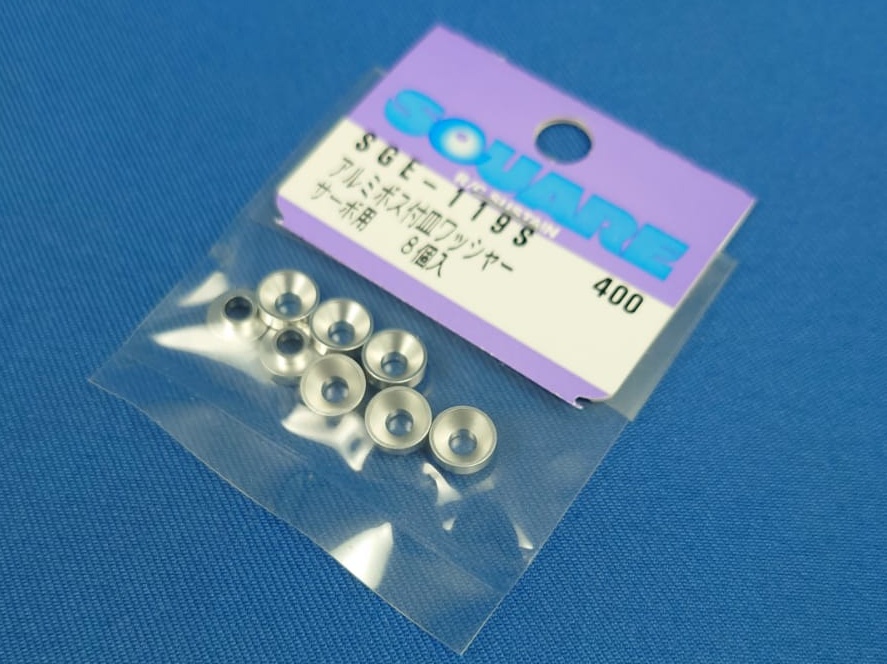 SQUARE
R/C SUSTAIN
SGE-119S
アルミボス付皿ワッシャー
サーボ用 8個入
400